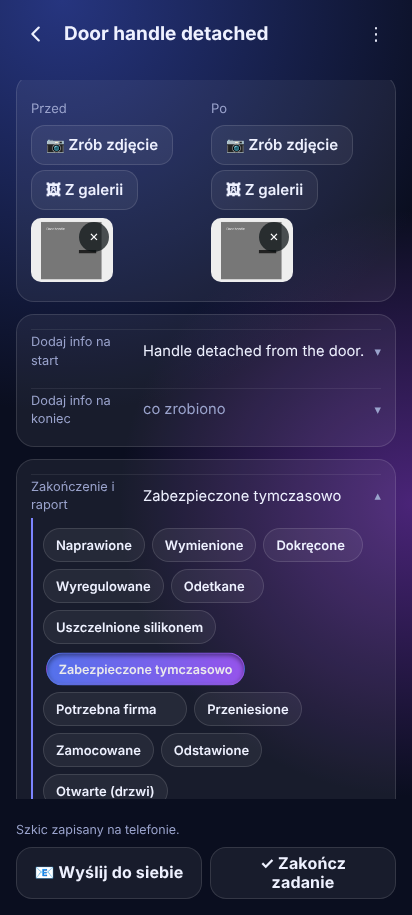 Door handle detached
Przed
Po
📷 Zrób zdjęcie
📷 Zrób zdjęcie
🖼 Z galerii
🖼 Z galerii
Dodaj info na
start
Handle detached from the door.
Dodaj info na
koniec
co zrobiono
Zakończenie i
raport
Zabezpieczone tymczasowo
Naprawione
Wymienione
Dokręcone
Wyregulowane
Odetkane
Uszczelnione silikonem
Zabezpieczone tymczasowo
Potrzebna firma
Przeniesione
Zamocowane
Odstawione
Otwarte (drzwi)
Szkic zapisany na telefonie.
📧 Wyślij do siebie
✓ Zakończ
zadanie